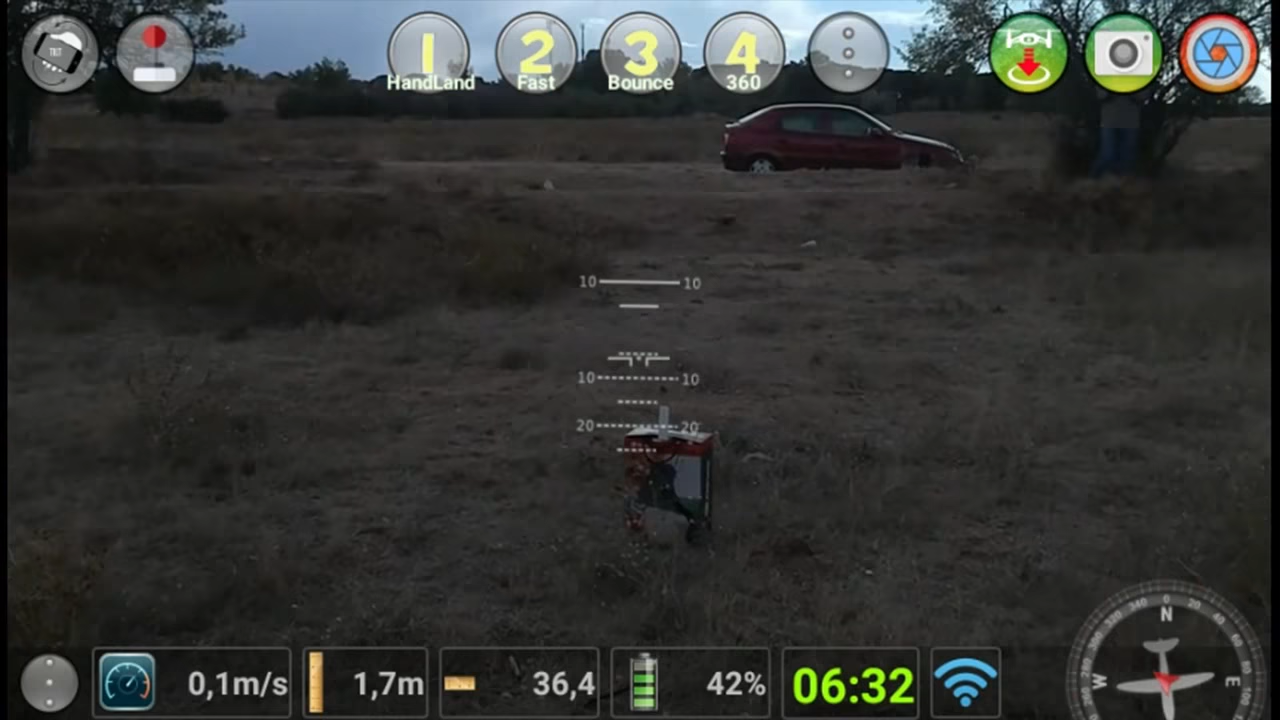 1 2 3 4
HandLand Fast Bounce 360
10 10
10 10
20 20
N
W E
0,1m/s 1,7m 36,4 42% 06:32